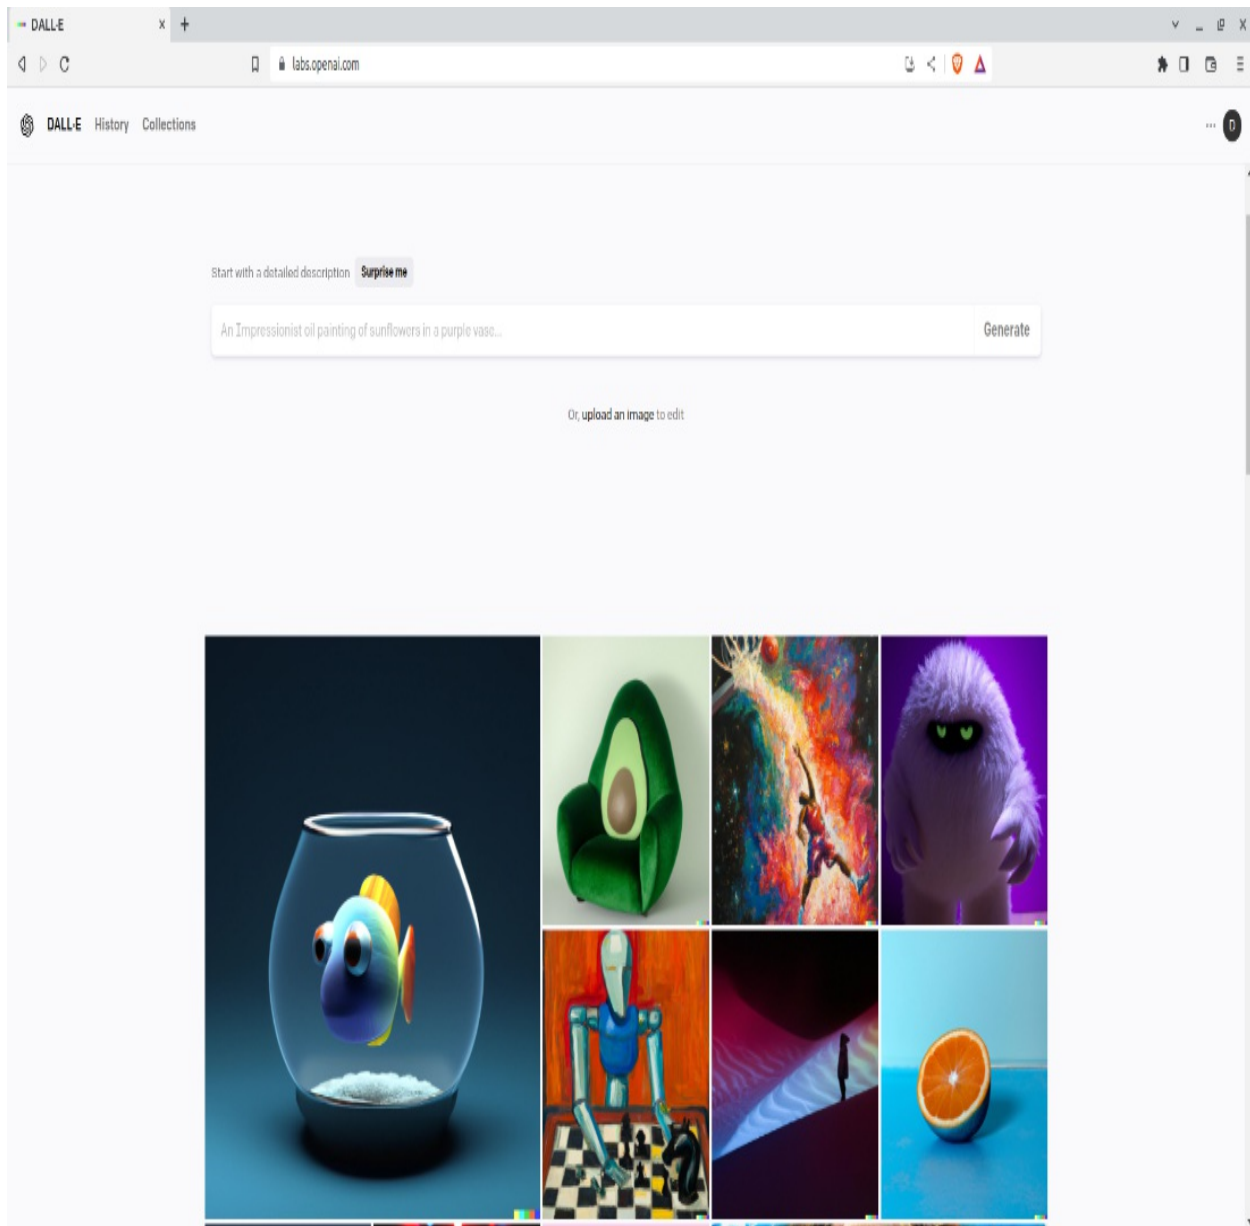 DALL·E
labs.openai.com
DALL·E History Collections
D
Start with a detailed description Surprise me
An Impressionist oil painting of sunflowers in a purple vase...
Generate
Or, upload an image to edit